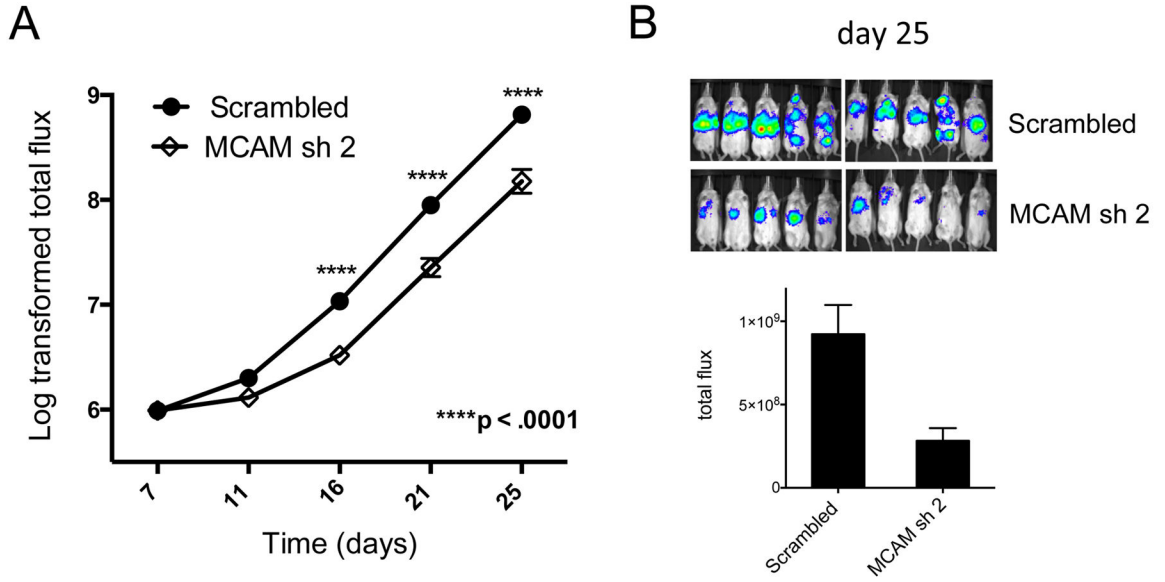 A
Log transformed total flux
9
8
7
6
Scrambled
MCAM sh 2
****
****
****
****p < .0001
7
11
16
21
25
Time (days)
B
day 25
Scrambled
MCAM sh 2
total flux
1×10⁹
5×10⁸
0
Scrambled
MCAM sh 2